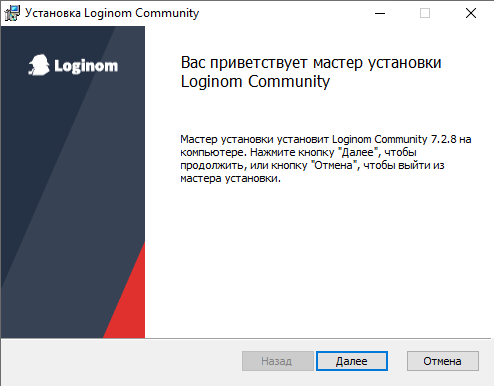 Установка Loginom Community
Loginom
Вас приветствует мастер установки
Loginom Community
Мастер установки установит Loginom Community 7.2.8 на
компьютере. Нажмите кнопку "Далее", чтобы
продолжить, или кнопку "Отмена", чтобы выйти из
мастера установки.
Назад
Далее
Отмена